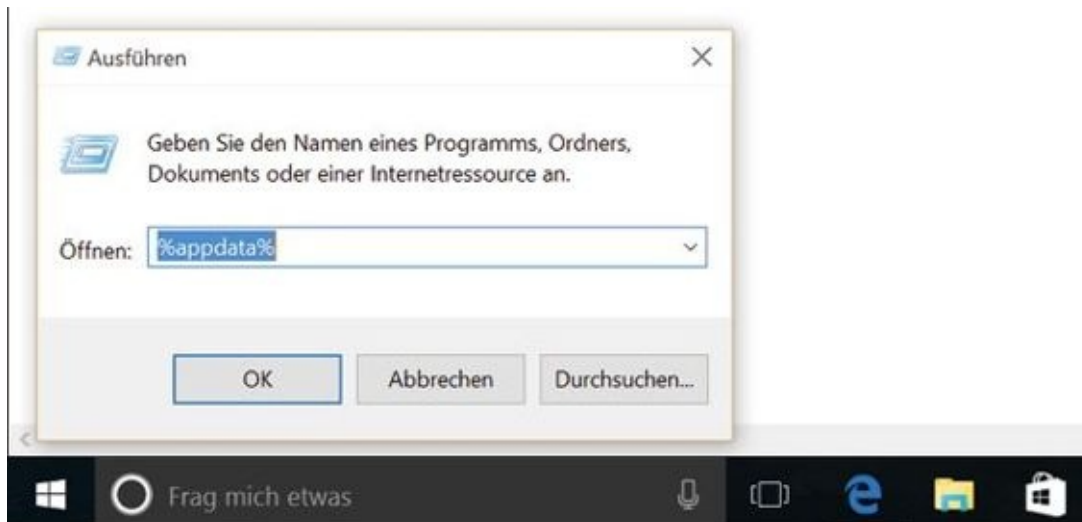 Ausführen
Geben Sie den Namen eines Programms, Ordners,
Dokuments oder einer Internetressource an.
Öffnen: %appdata%
OK Abbrechen Durchsuchen...
Frag mich etwas